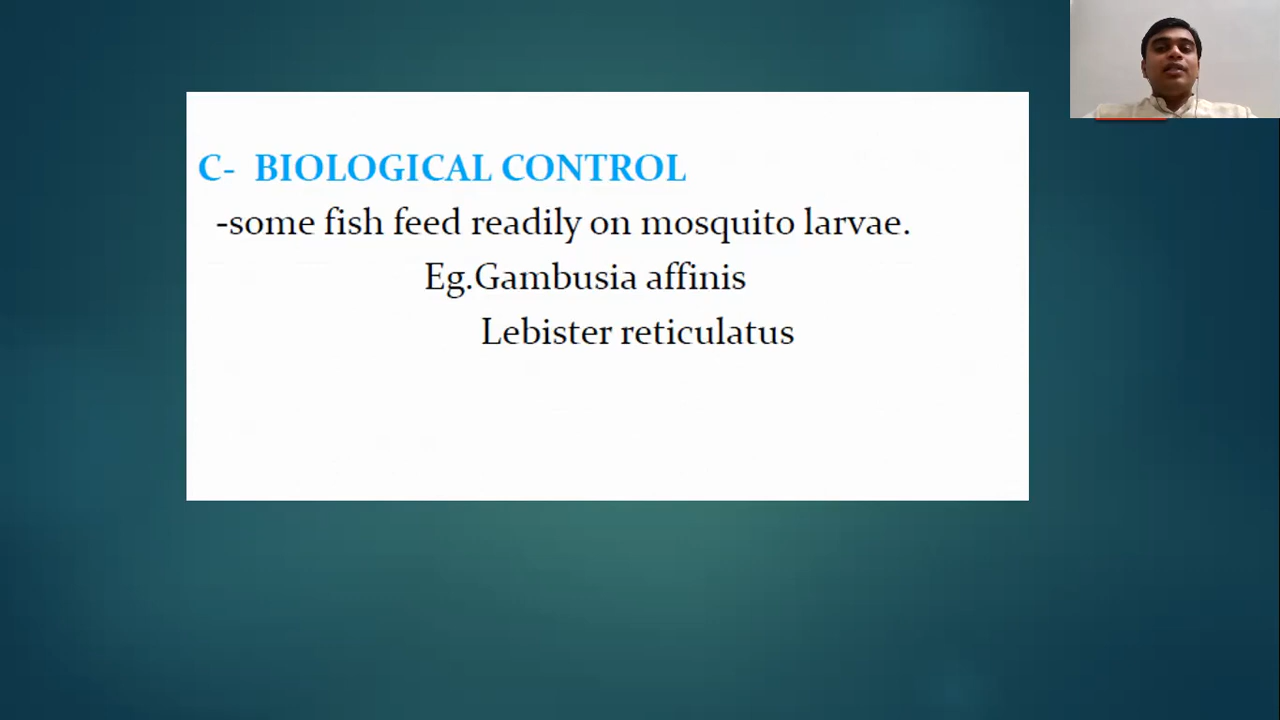 C- BIOLOGICAL CONTROL
-some fish feed readily on mosquito larvae.
Eg.Gambusia affinis
Lebister reticulatus